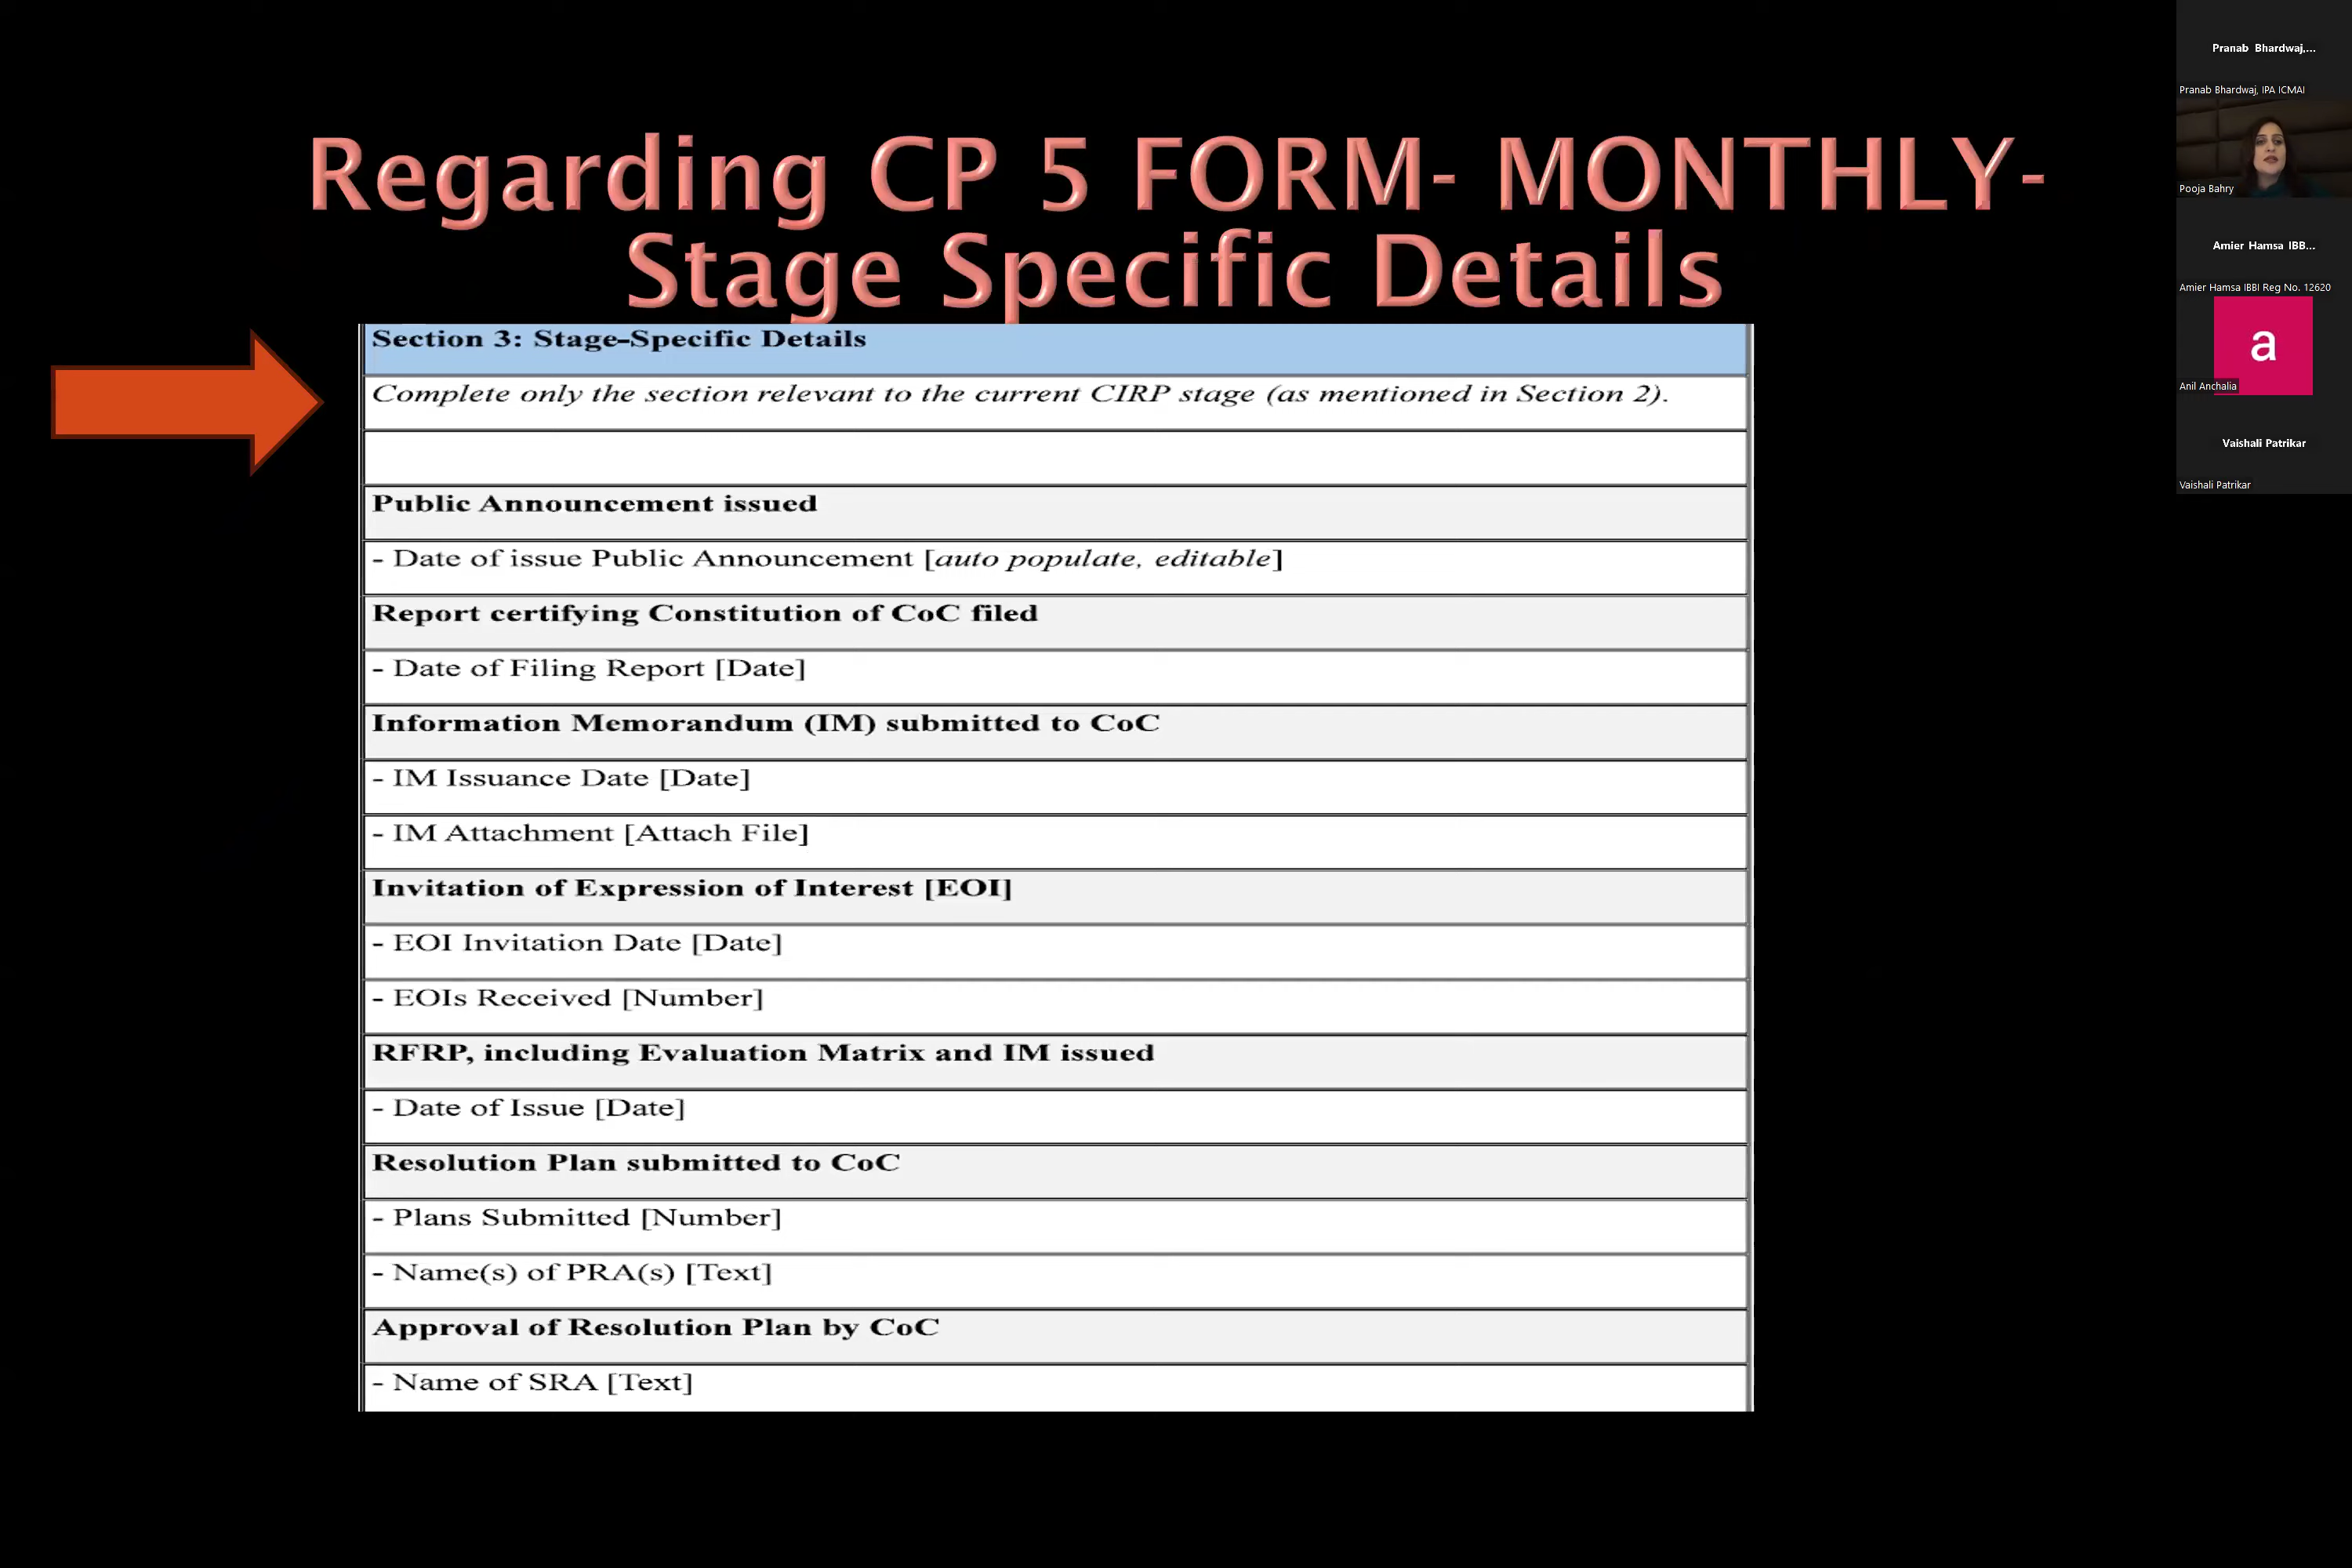 Regarding CP 5 FORM- MONTHLY-
Stage Specific Details
Section 3: Stage-Specific Details
Complete only the section relevant to the current CIRP stage (as mentioned in Section 2).
Public Announcement issued
- Date of issue Public Announcement [auto populate, editable]
Report certifying Constitution of CoC filed
- Date of Filing Report [Date]
Information Memorandum (IM) submitted to CoC
- IM Issuance Date [Date]
- IM Attachment [Attach File]
Invitation of Expression of Interest [EOI]
- EOI Invitation Date [Date]
- EOIs Received [Number]
RFRP, including Evaluation Matrix and IM issued
- Date of Issue [Date]
Resolution Plan submitted to CoC
- Plans Submitted [Number]
- Name(s) of PRA(s) [Text]
Approval of Resolution Plan by CoC
- Name of SRA [Text]
Pranab Bhardwaj,...
Pranab Bhardwaj, IPA ICMAI
Pooja Bahry
Amier Hamsa IBB...
Amier Hamsa IBBI Reg No. 12620
a
Anil Anchalia
Vaishali Patrikar
Vaishali Patrikar